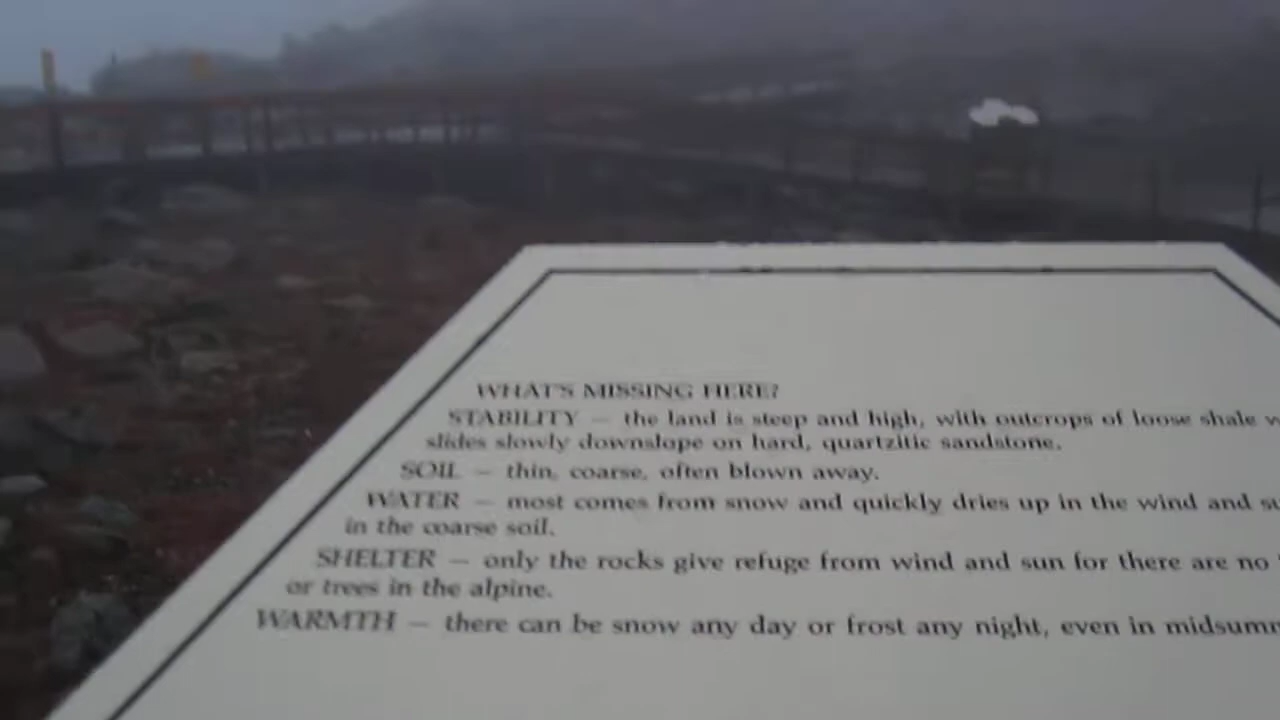 WHAT'S MISSING HERE?
STABILITY — the land is steep and high, with outcrops of loose shale
slides slowly downslope on hard, quartzitic sandstone.
SOIL — thin, coarse, often blown away.
WATER — most comes from snow and quickly dries up in the wind and
in the coarse soil.
SHELTER — only the rocks give refuge from wind and sun for there are no
or trees in the alpine.
WARMTH — there can be snow any day or frost any night, even in